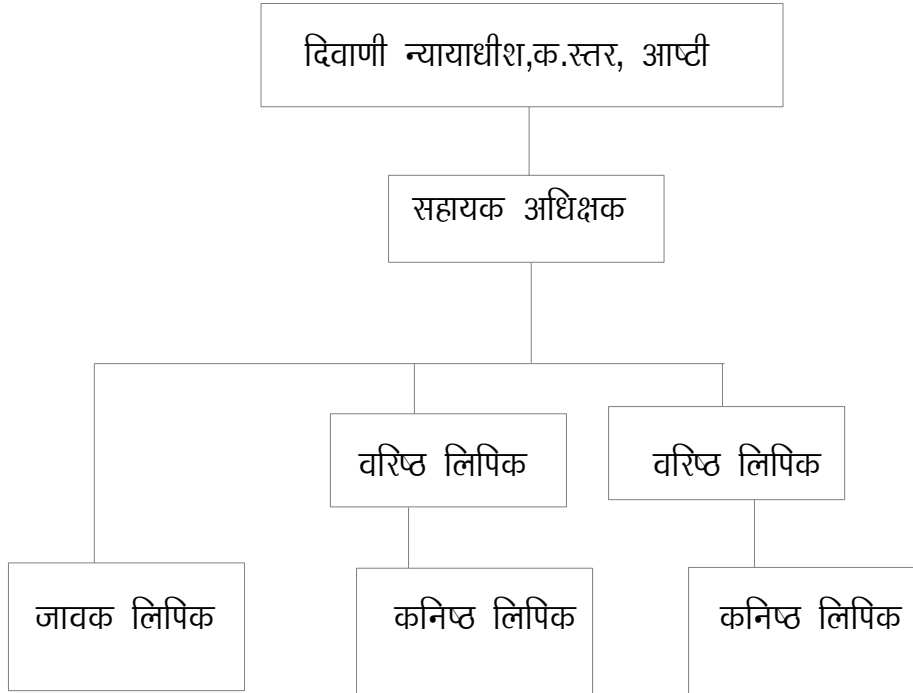 दिवाणी न्यायाधीश,क.स्तर, आष्टी
सहायक अधिक्षक
वरिष्ठ लिपिक
वरिष्ठ लिपिक
जावक लिपिक
कनिष्ठ लिपिक
कनिष्ठ लिपिक